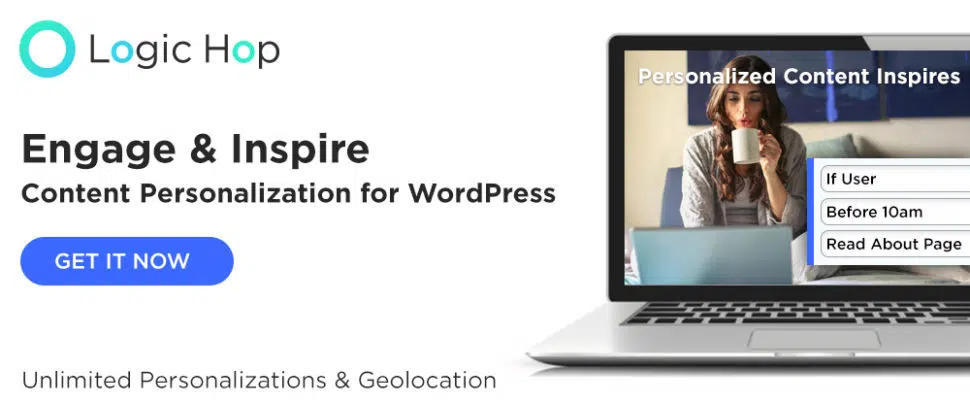 Logic Hop
Engage & Inspire
Content Personalization for WordPress
GET IT NOW
Unlimited Personalizations & Geolocation
Personalized Content Inspires
If User
Before 10am
Read About Page